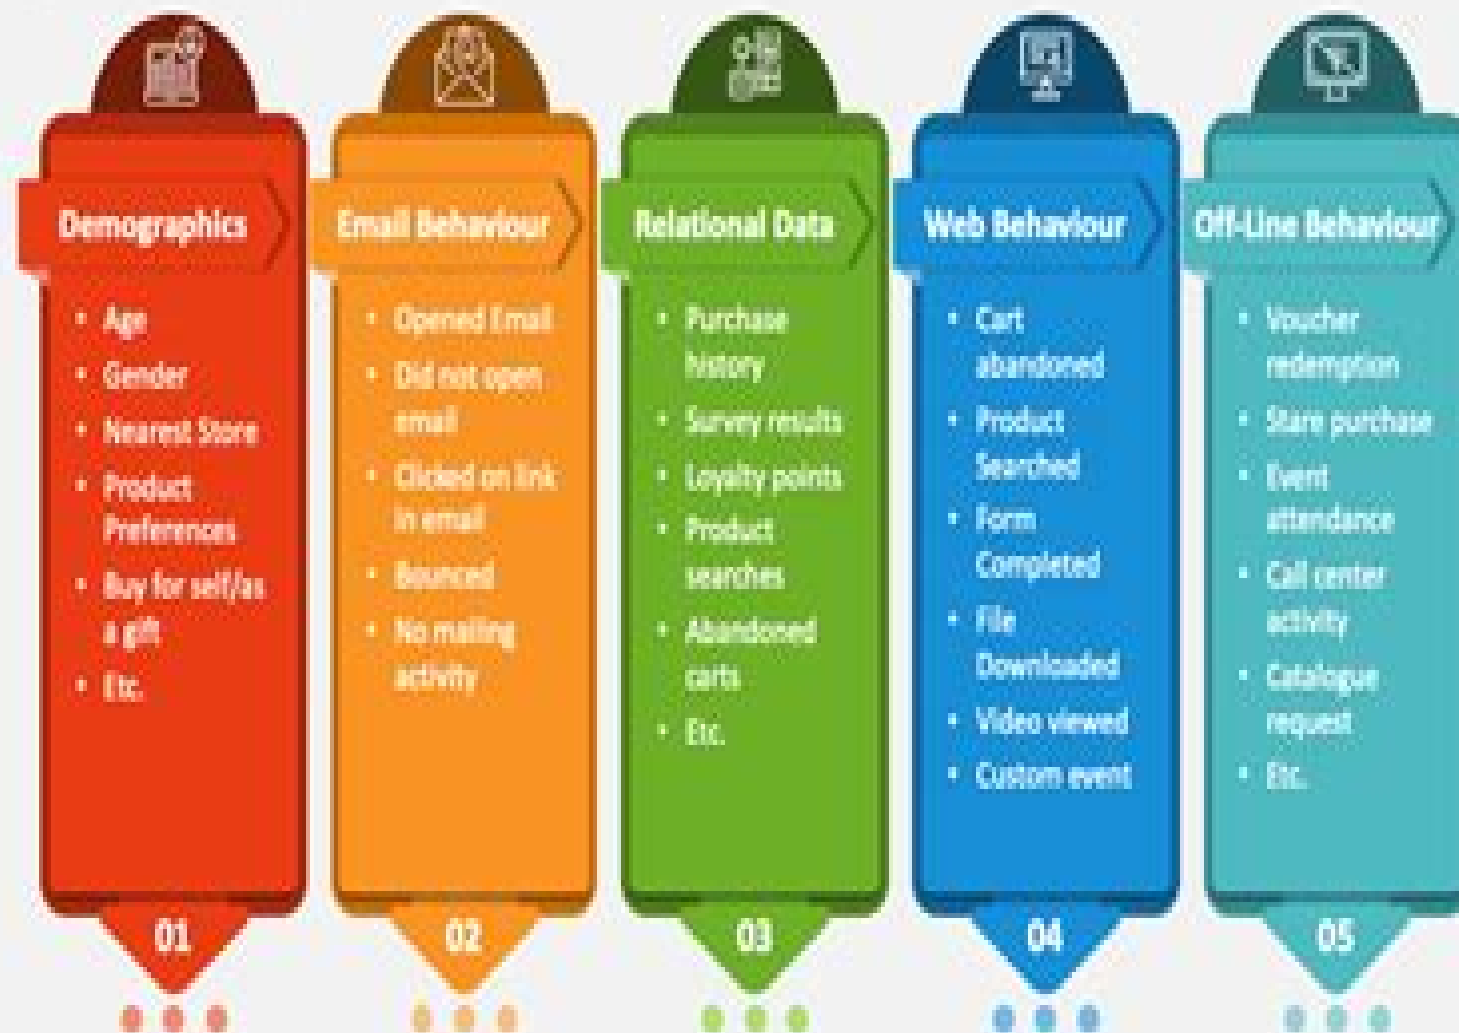 Demographics
• Age
• Gender
• Nearest Store
• Product
Preferences
• Buy for self/as
a gift
• Etc.
01
Email Behaviour
• Opened Email
• Did not open
email
• Clicked on link
in email
• Bounced
• No mailing
activity
02
Relational Data
• Purchase
history
• Survey results
• Loyalty points
• Product
searches
• Abandoned
carts
• Etc.
03
Web Behaviour
• Cart
abandoned
• Product
Searched
• Form
Completed
• File
Downloaded
• Video viewed
• Custom event
04
Off-Line Behaviour
• Voucher
redemption
• Stare purchase
• Event
attendance
• Call center
activity
• Catalogue
request
• Etc.
05